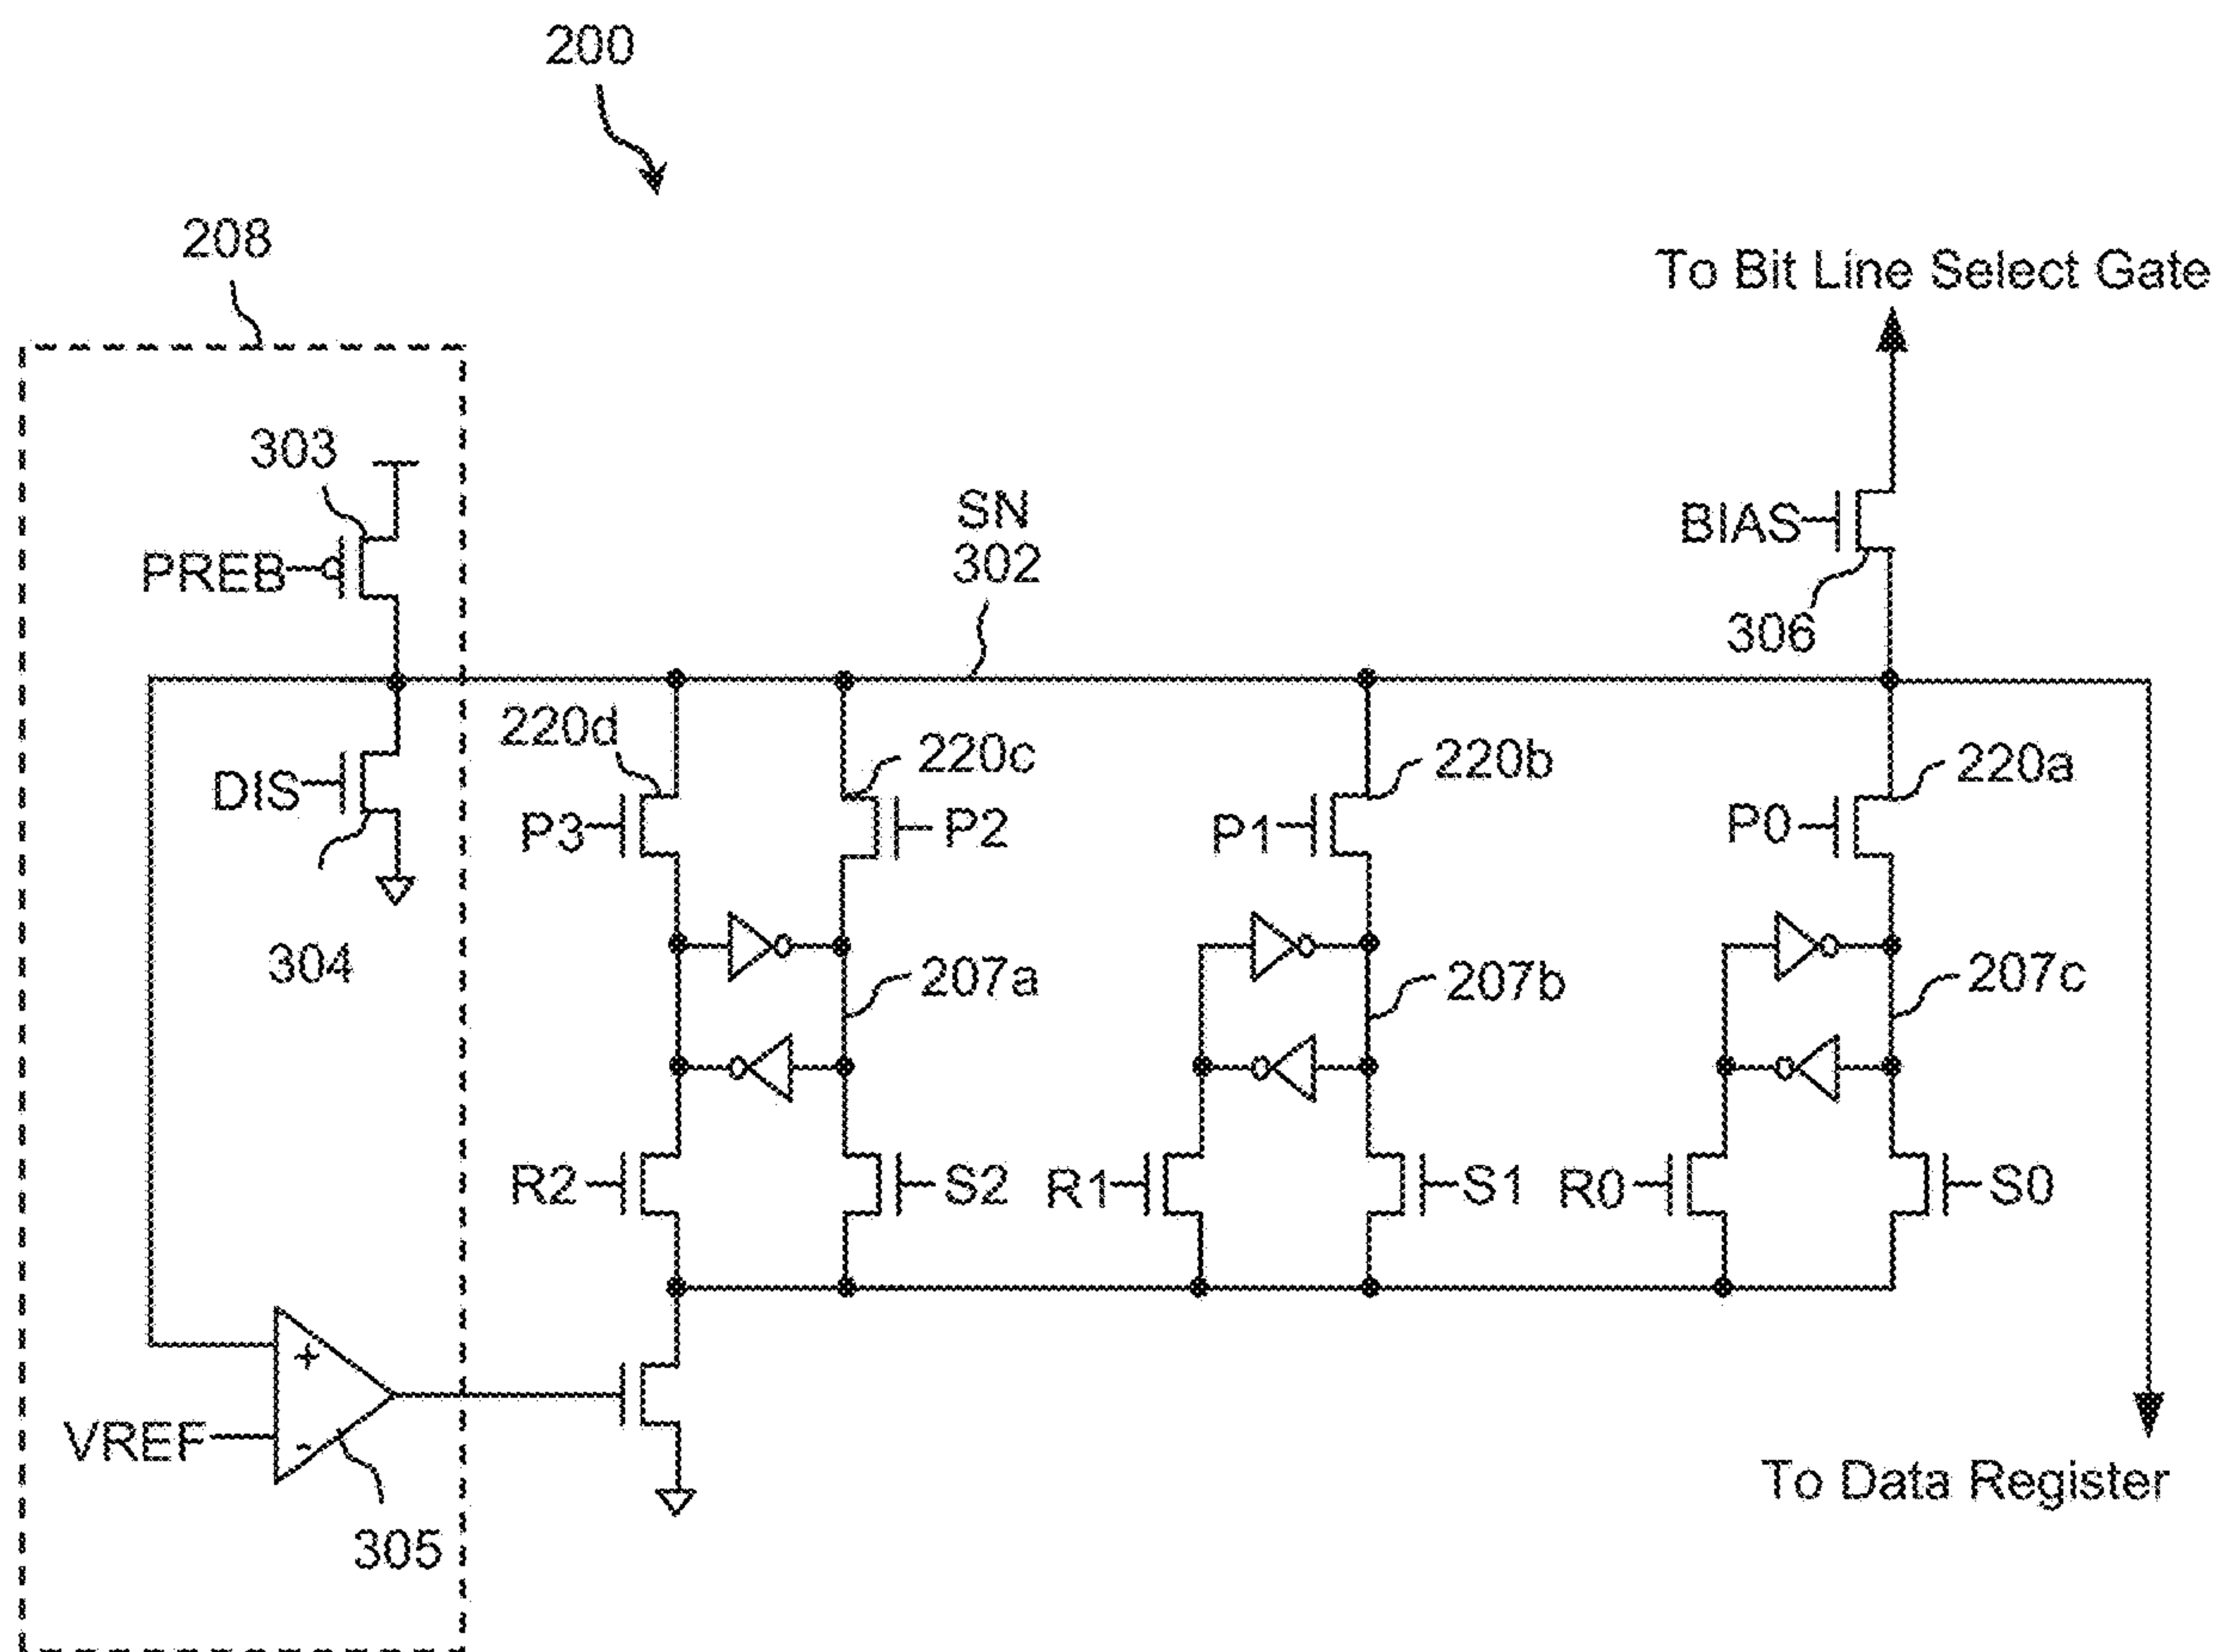 200
208
To Bit Line Select Gate
303
SN
302
BIAS
PREB
306
220d
220c
220b
220a
DIS
P3
P2
P1
P0
304
207a
207b
207c
R2
S2
R1
S1
R0
S0
+
VREF
-
To Data Register
305